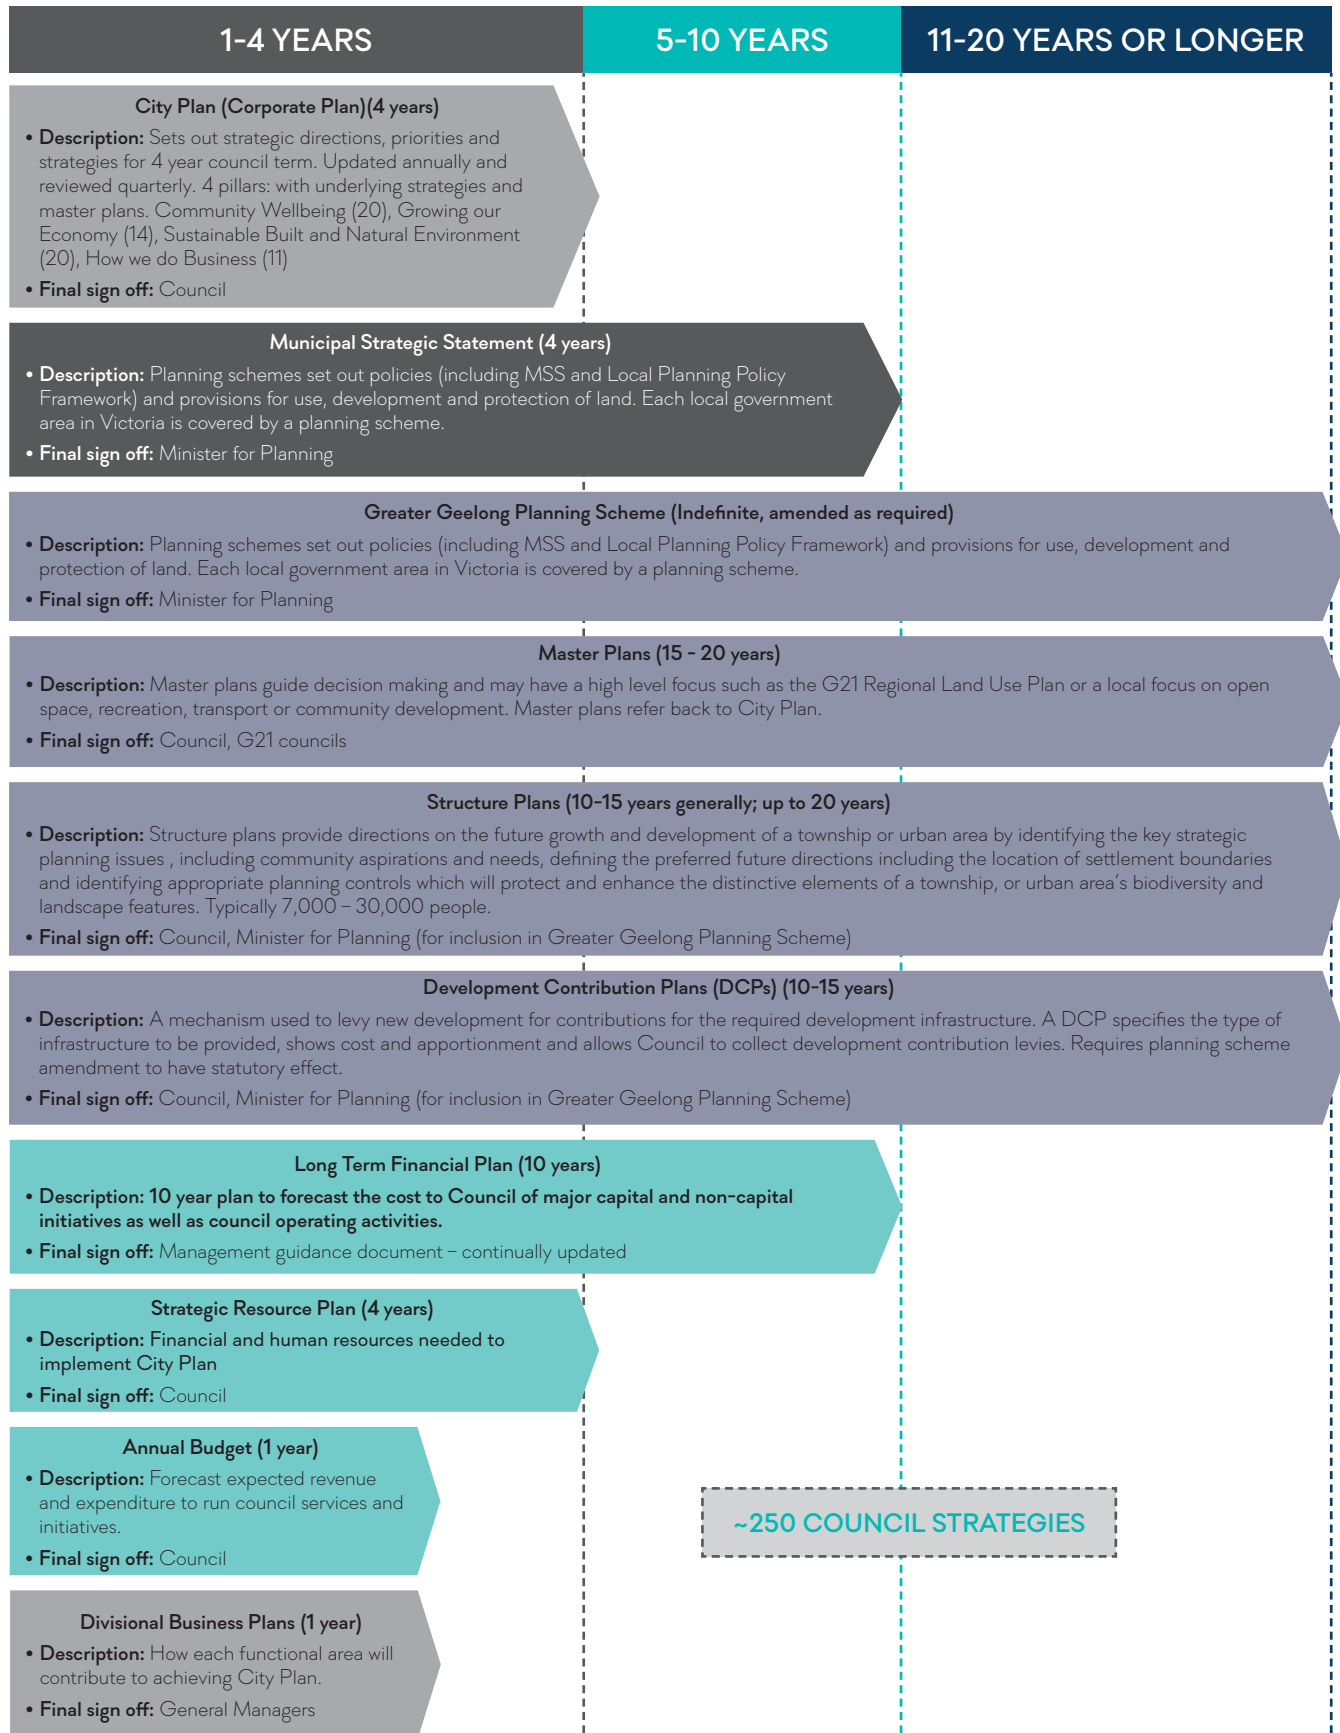 1-4 YEARS
5-10 YEARS
11-20 YEARS OR LONGER
City Plan (Corporate Plan)(4 years)
• Description: Sets out strategic directions, priorities and
strategies for 4 year council term. Updated annually and
reviewed quarterly. 4 pillars: with underlying strategies and
master plans. Community Wellbeing (20), Growing our
Economy (14), Sustainable Built and Natural Environment
(20), How we do Business (11)
• Final sign off: Council
Municipal Strategic Statement (4 years)
• Description: Planning schemes set out policies (including MSS and Local Planning Policy
Framework) and provisions for use, development and protection of land. Each local government
area in Victoria is covered by a planning scheme.
• Final sign off: Minister for Planning
Greater Geelong Planning Scheme (Indefinite, amended as required)
• Description: Planning schemes set out policies (including MSS and Local Planning Policy Framework) and provisions for use, development and
protection of land. Each local government area in Victoria is covered by a planning scheme.
• Final sign off: Minister for Planning
Master Plans (15 - 20 years)
• Description: Master plans guide decision making and may have a high level focus such as the G21 Regional Land Use Plan or a local focus on open
space, recreation, transport or community development. Master plans refer back to City Plan.
• Final sign off: Council, G21 councils
Structure Plans (10-15 years generally; up to 20 years)
• Description: Structure plans provide directions on the future growth and development of a township or urban area by identifying the key strategic
planning issues , including community aspirations and needs, defining the preferred future directions including the location of settlement boundaries
and identifying appropriate planning controls which will protect and enhance the distinctive elements of a township, or urban area's biodiversity and
landscape features. Typically 7,000 – 30,000 people.
• Final sign off: Council, Minister for Planning (for inclusion in Greater Geelong Planning Scheme)
Development Contribution Plans (DCPs) (10-15 years)
• Description: A mechanism used to levy new development for contributions for the required development infrastructure. A DCP specifies the type of
infrastructure to be provided, shows cost and apportionment and allows Council to collect development contribution levies. Requires planning scheme
amendment to have statutory effect.
• Final sign off: Council, Minister for Planning (for inclusion in Greater Geelong Planning Scheme)
Long Term Financial Plan (10 years)
• Description: 10 year plan to forecast the cost to Council of major capital and non-capital
initiatives as well as council operating activities.
• Final sign off: Management guidance document – continually updated
Strategic Resource Plan (4 years)
• Description: Financial and human resources needed to
implement City Plan
• Final sign off: Council
Annual Budget (1 year)
• Description: Forecast expected revenue
and expenditure to run council services and
initiatives.
• Final sign off: Council
~250 COUNCIL STRATEGIES
Divisional Business Plans (1 year)
• Description: How each functional area will
contribute to achieving City Plan.
• Final sign off: General Managers